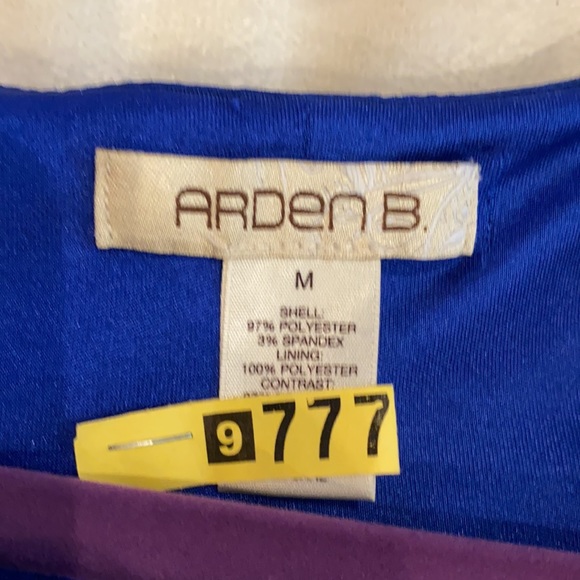 ARDEN B.
M
SHELL:
97% POLYESTER
3% SPANDEX
LINING:
100% POLYESTER
CONTRAST:
9777